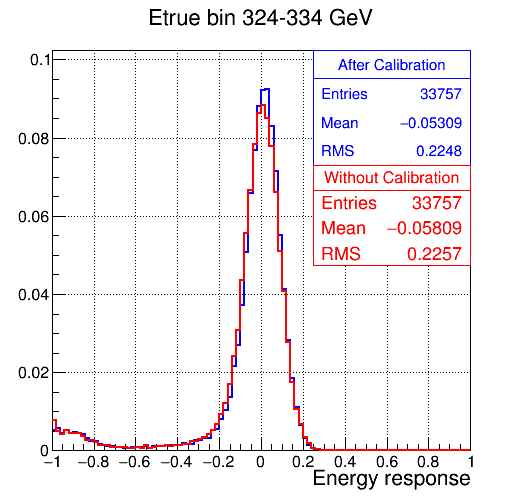 Etrue bin 324-334 GeV
After Calibration
Entries 33757
Mean −0.05309
RMS 0.2248
Without Calibration
Entries 33757
Mean −0.05809
RMS 0.2257
0.1
0.08
0.06
0.04
0.02
0
−1 −0.8 −0.6 −0.4 −0.2 0 0.2 0.4 0.6 0.8 1
Energy response